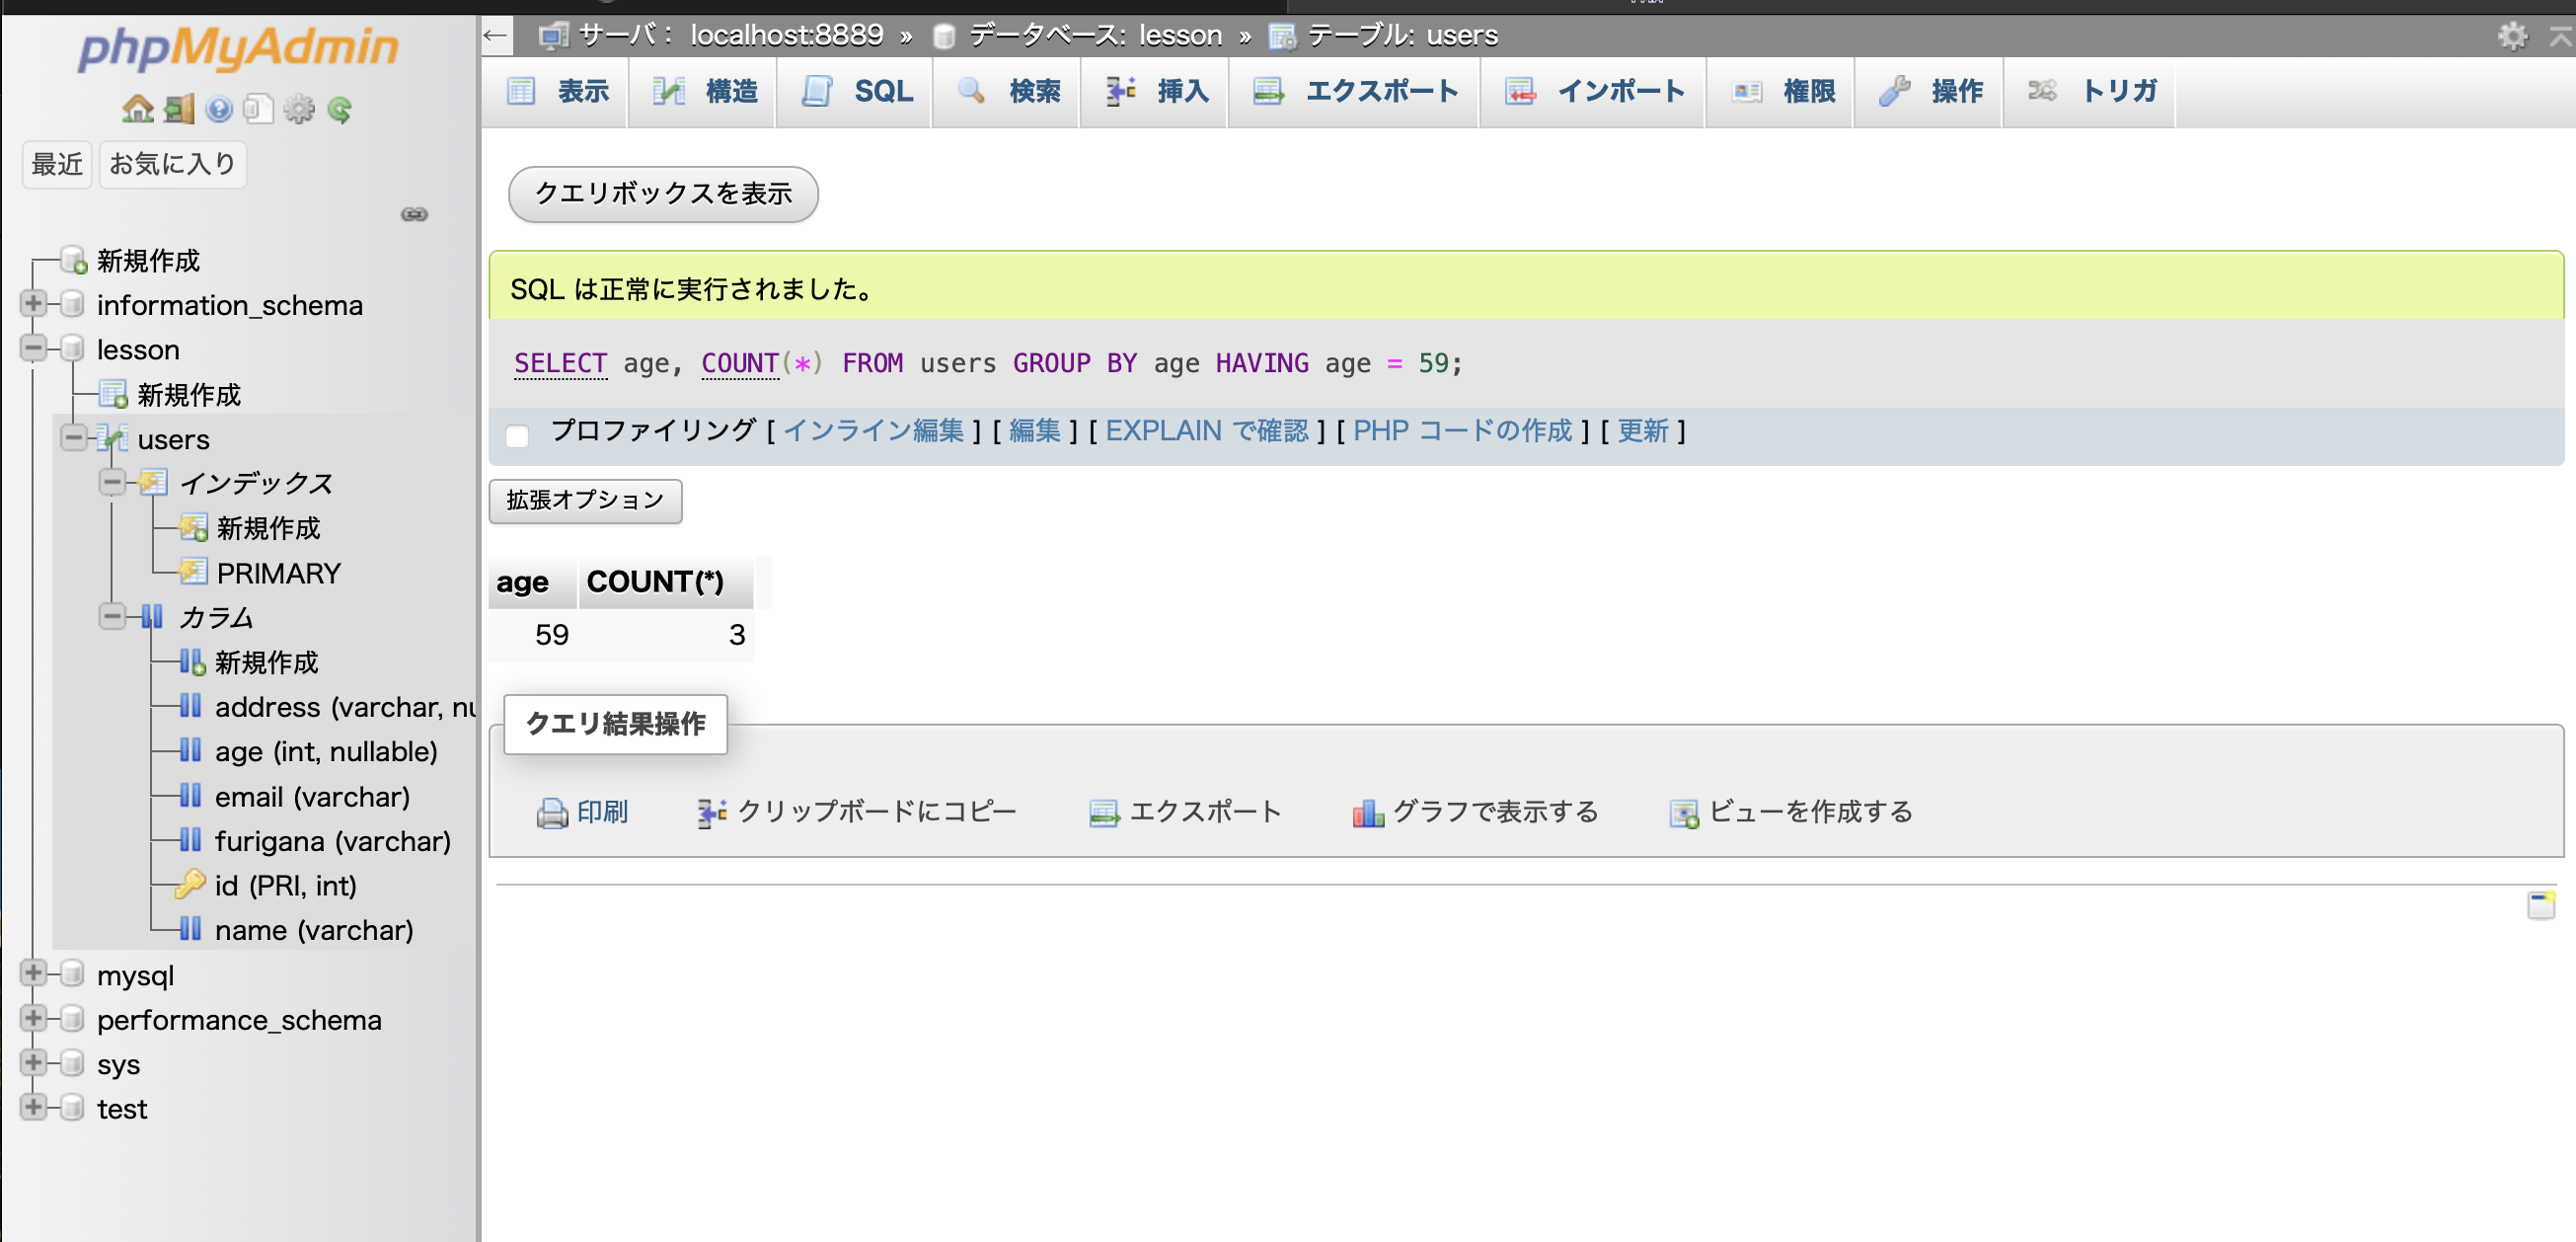 phpMyAdmin
最近 お気に入り
新規作成
information_schema
lesson
新規作成
users
インデックス
新規作成
PRIMARY
カラム
新規作成
address (varchar, nu
age (int, nullable)
email (varchar)
furigana (varchar)
id (PRI, int)
name (varchar)
mysql
performance_schema
sys
test
← サーバ： localhost:8889 » データベース: lesson » テーブル: users
表示 構造 SQL 検索 挿入 エクスポート インポート 権限 操作 トリガ
クエリボックスを表示
SQL は正常に実行されました。
SELECT age, COUNT(*) FROM users GROUP BY age HAVING age = 59;
プロファイリング [ インライン編集 ] [ 編集 ] [ EXPLAIN で確認 ] [ PHP コードの作成 ] [ 更新 ]
拡張オプション
age COUNT(*)
59 3
クエリ結果操作
印刷 クリップボードにコピー エクスポート グラフで表示する ビューを作成する